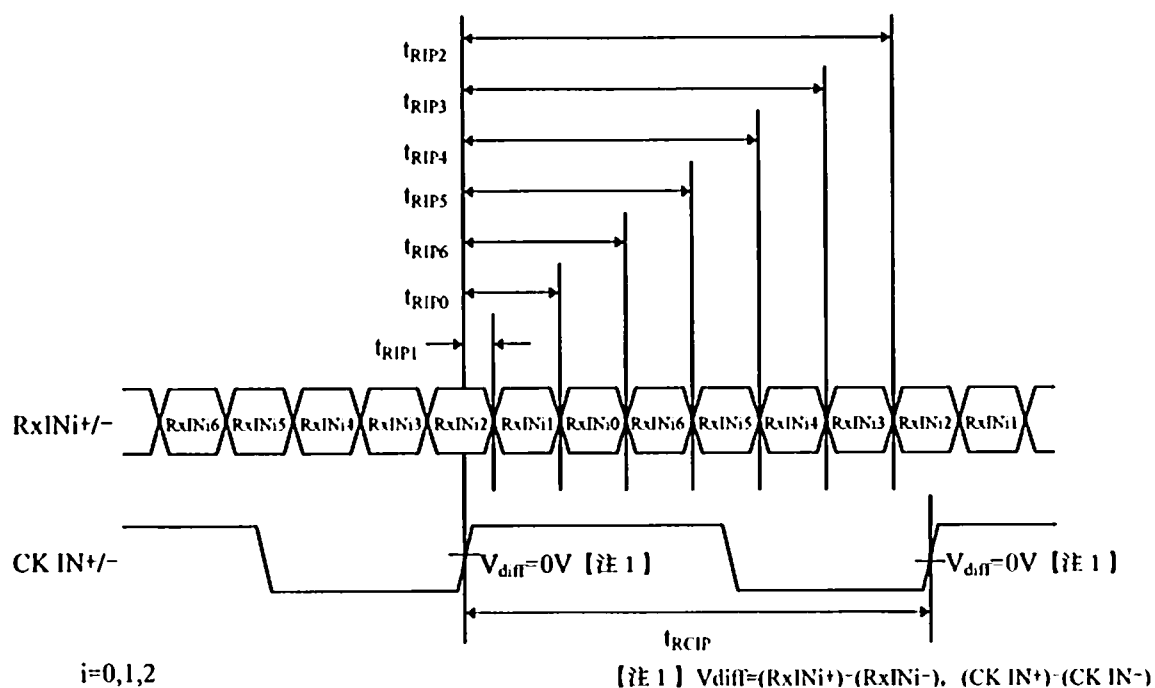 tRIP2
tRIP3
tRIP4
tRIP5
tRIP6
tRIP0
tRIP1
RxINi+/- RxINi6 RxINi5 RxINi4 RxINi3 RxINi2 RxINi1 RxINi0 RxINi6 RxINi5 RxINi4 RxINi3 RxINi2 RxINi1
CK IN+/- Vdiff=0V【注1】 Vdiff=0V【注1】
tRCIP
i=0,1,2 【注1】Vdiff=(RxINi+)-(RxINi-), (CK IN+)-(CK IN-)